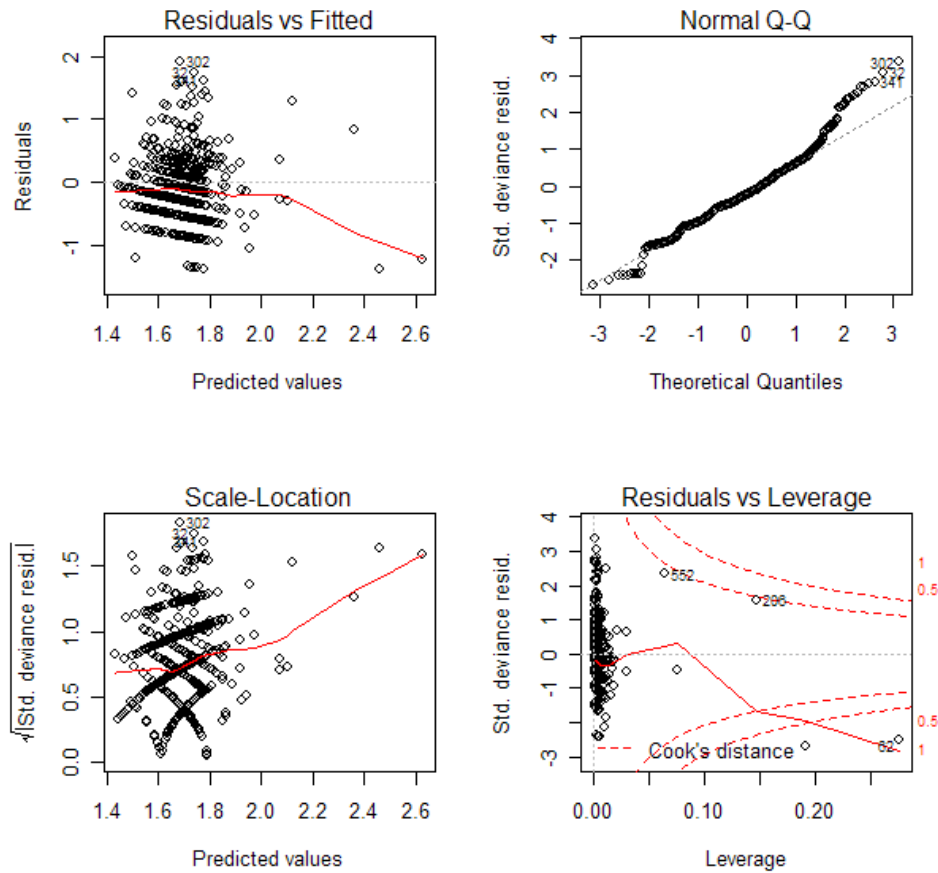 Residuals vs Fitted
Residuals
2
1
0
-1
302
32
341
1.4 1.6 1.8 2.0 2.2 2.4 2.6
Predicted values
Normal Q-Q
Std. deviance resid.
4
3
2
1
0
-1
-2
302
32
341
-3 -2 -1 0 1 2 3
Theoretical Quantiles
Scale-Location
√|Std. deviance resid.|
1.5
1.0
0.5
0.0
302
32
341
1.4 1.6 1.8 2.0 2.2 2.4 2.6
Predicted values
Residuals vs Leverage
Std. deviance resid.
4
3
2
1
0
-1
-3
552
1
0.5
0.5
1
62
Cook's distance
0.00 0.10 0.20
Leverage